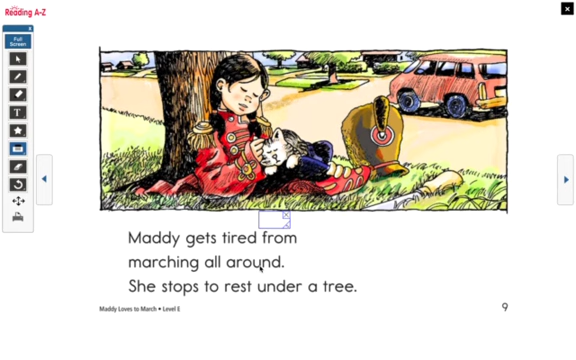 Reading A-Z
Full
Screen
T
Maddy gets tired from
marching all around.
She stops to rest under a tree.
Maddy Loves to March • Level E
9